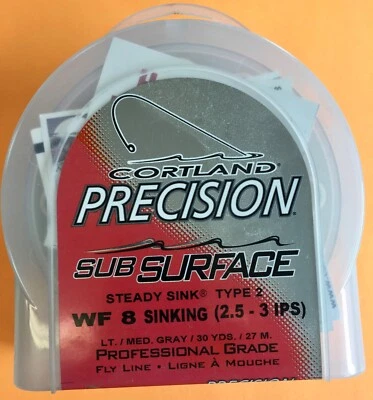 CORTLAND®
PRECISION®
SUB SURFACE
STEADY SINK® TYPE 2
WF 8 SINKING (2.5 - 3 IPS)
LT. / MED. GRAY / 30 YDS. / 27 M.
PROFESSIONAL GRADE
FLY LINE • LIGNE À MOUCHE
PRECISION